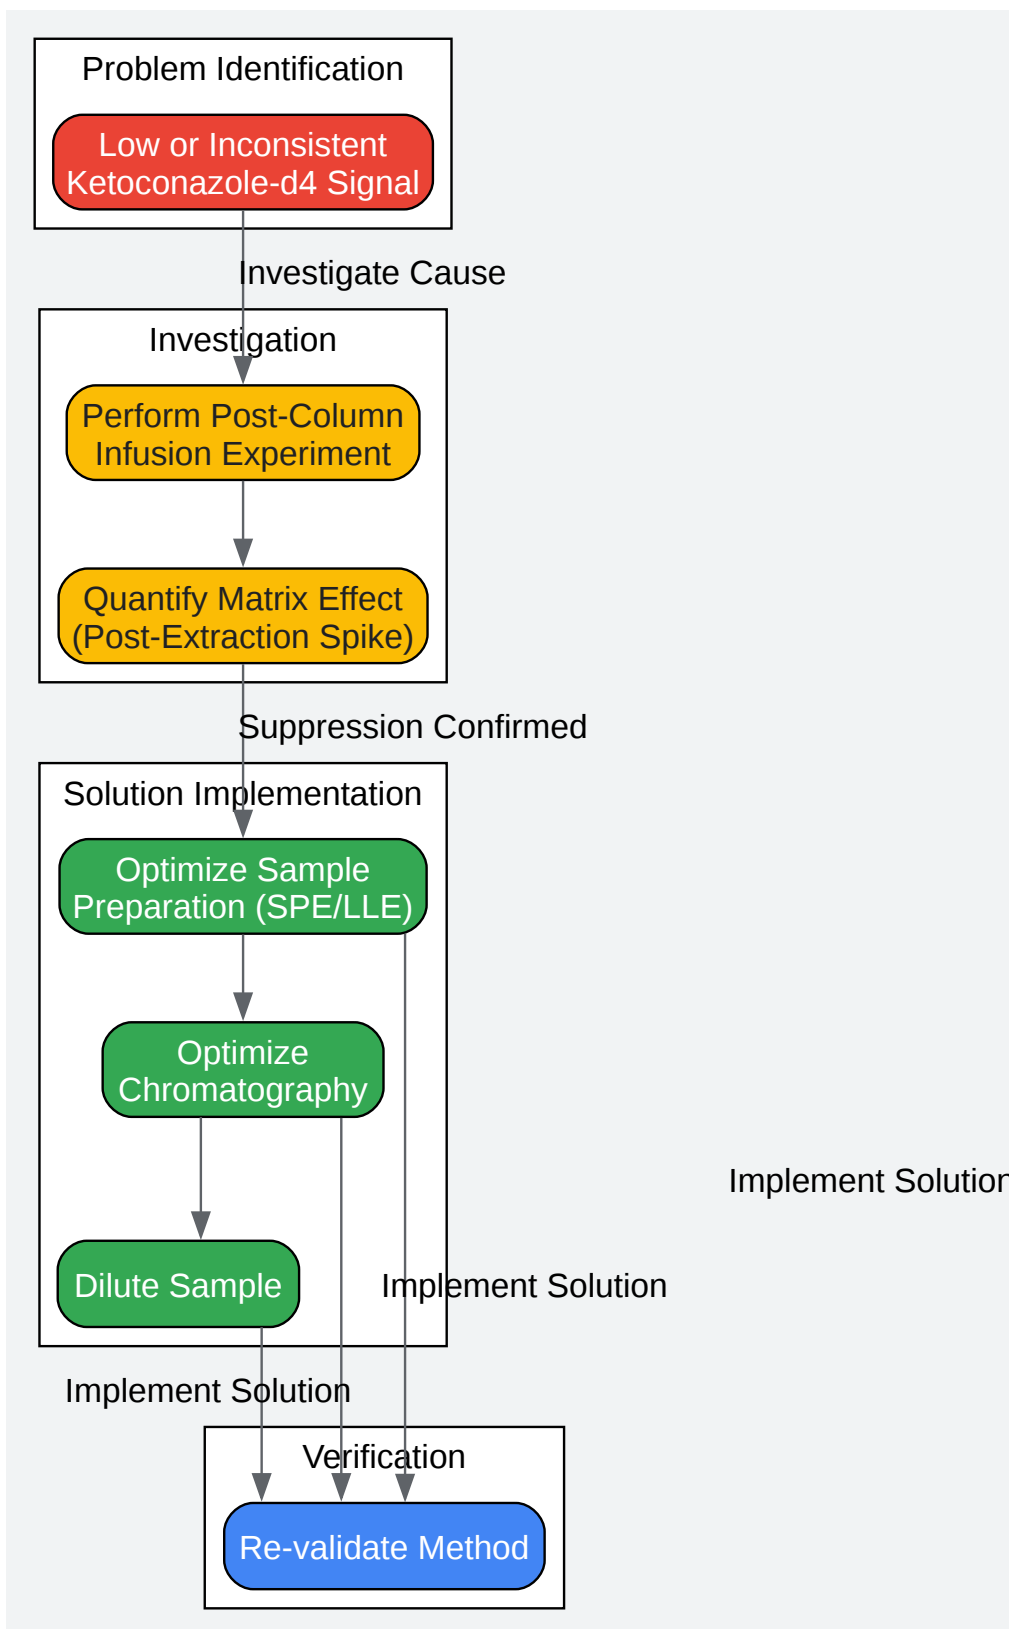 Problem Identification
Low or Inconsistent
Ketoconazole-d4 Signal
Investigate Cause
Investigation
Perform Post-Column
Infusion Experiment
Quantify Matrix Effect
(Post-Extraction Spike)
Suppression Confirmed
Solution Implementation
Optimize Sample
Preparation (SPE/LLE)
Optimize
Chromatography
Implement Solution
Dilute Sample
Implement Solution
Implement Solution
Verification
Re-validate Method